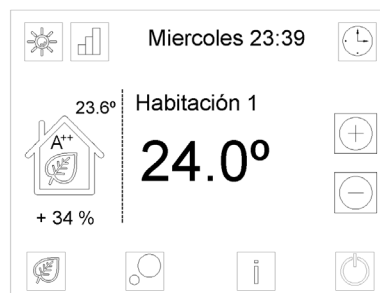 Miercoles 23:39
23.6º
Habitación 1
A++
24.0º
+ 34 %
i